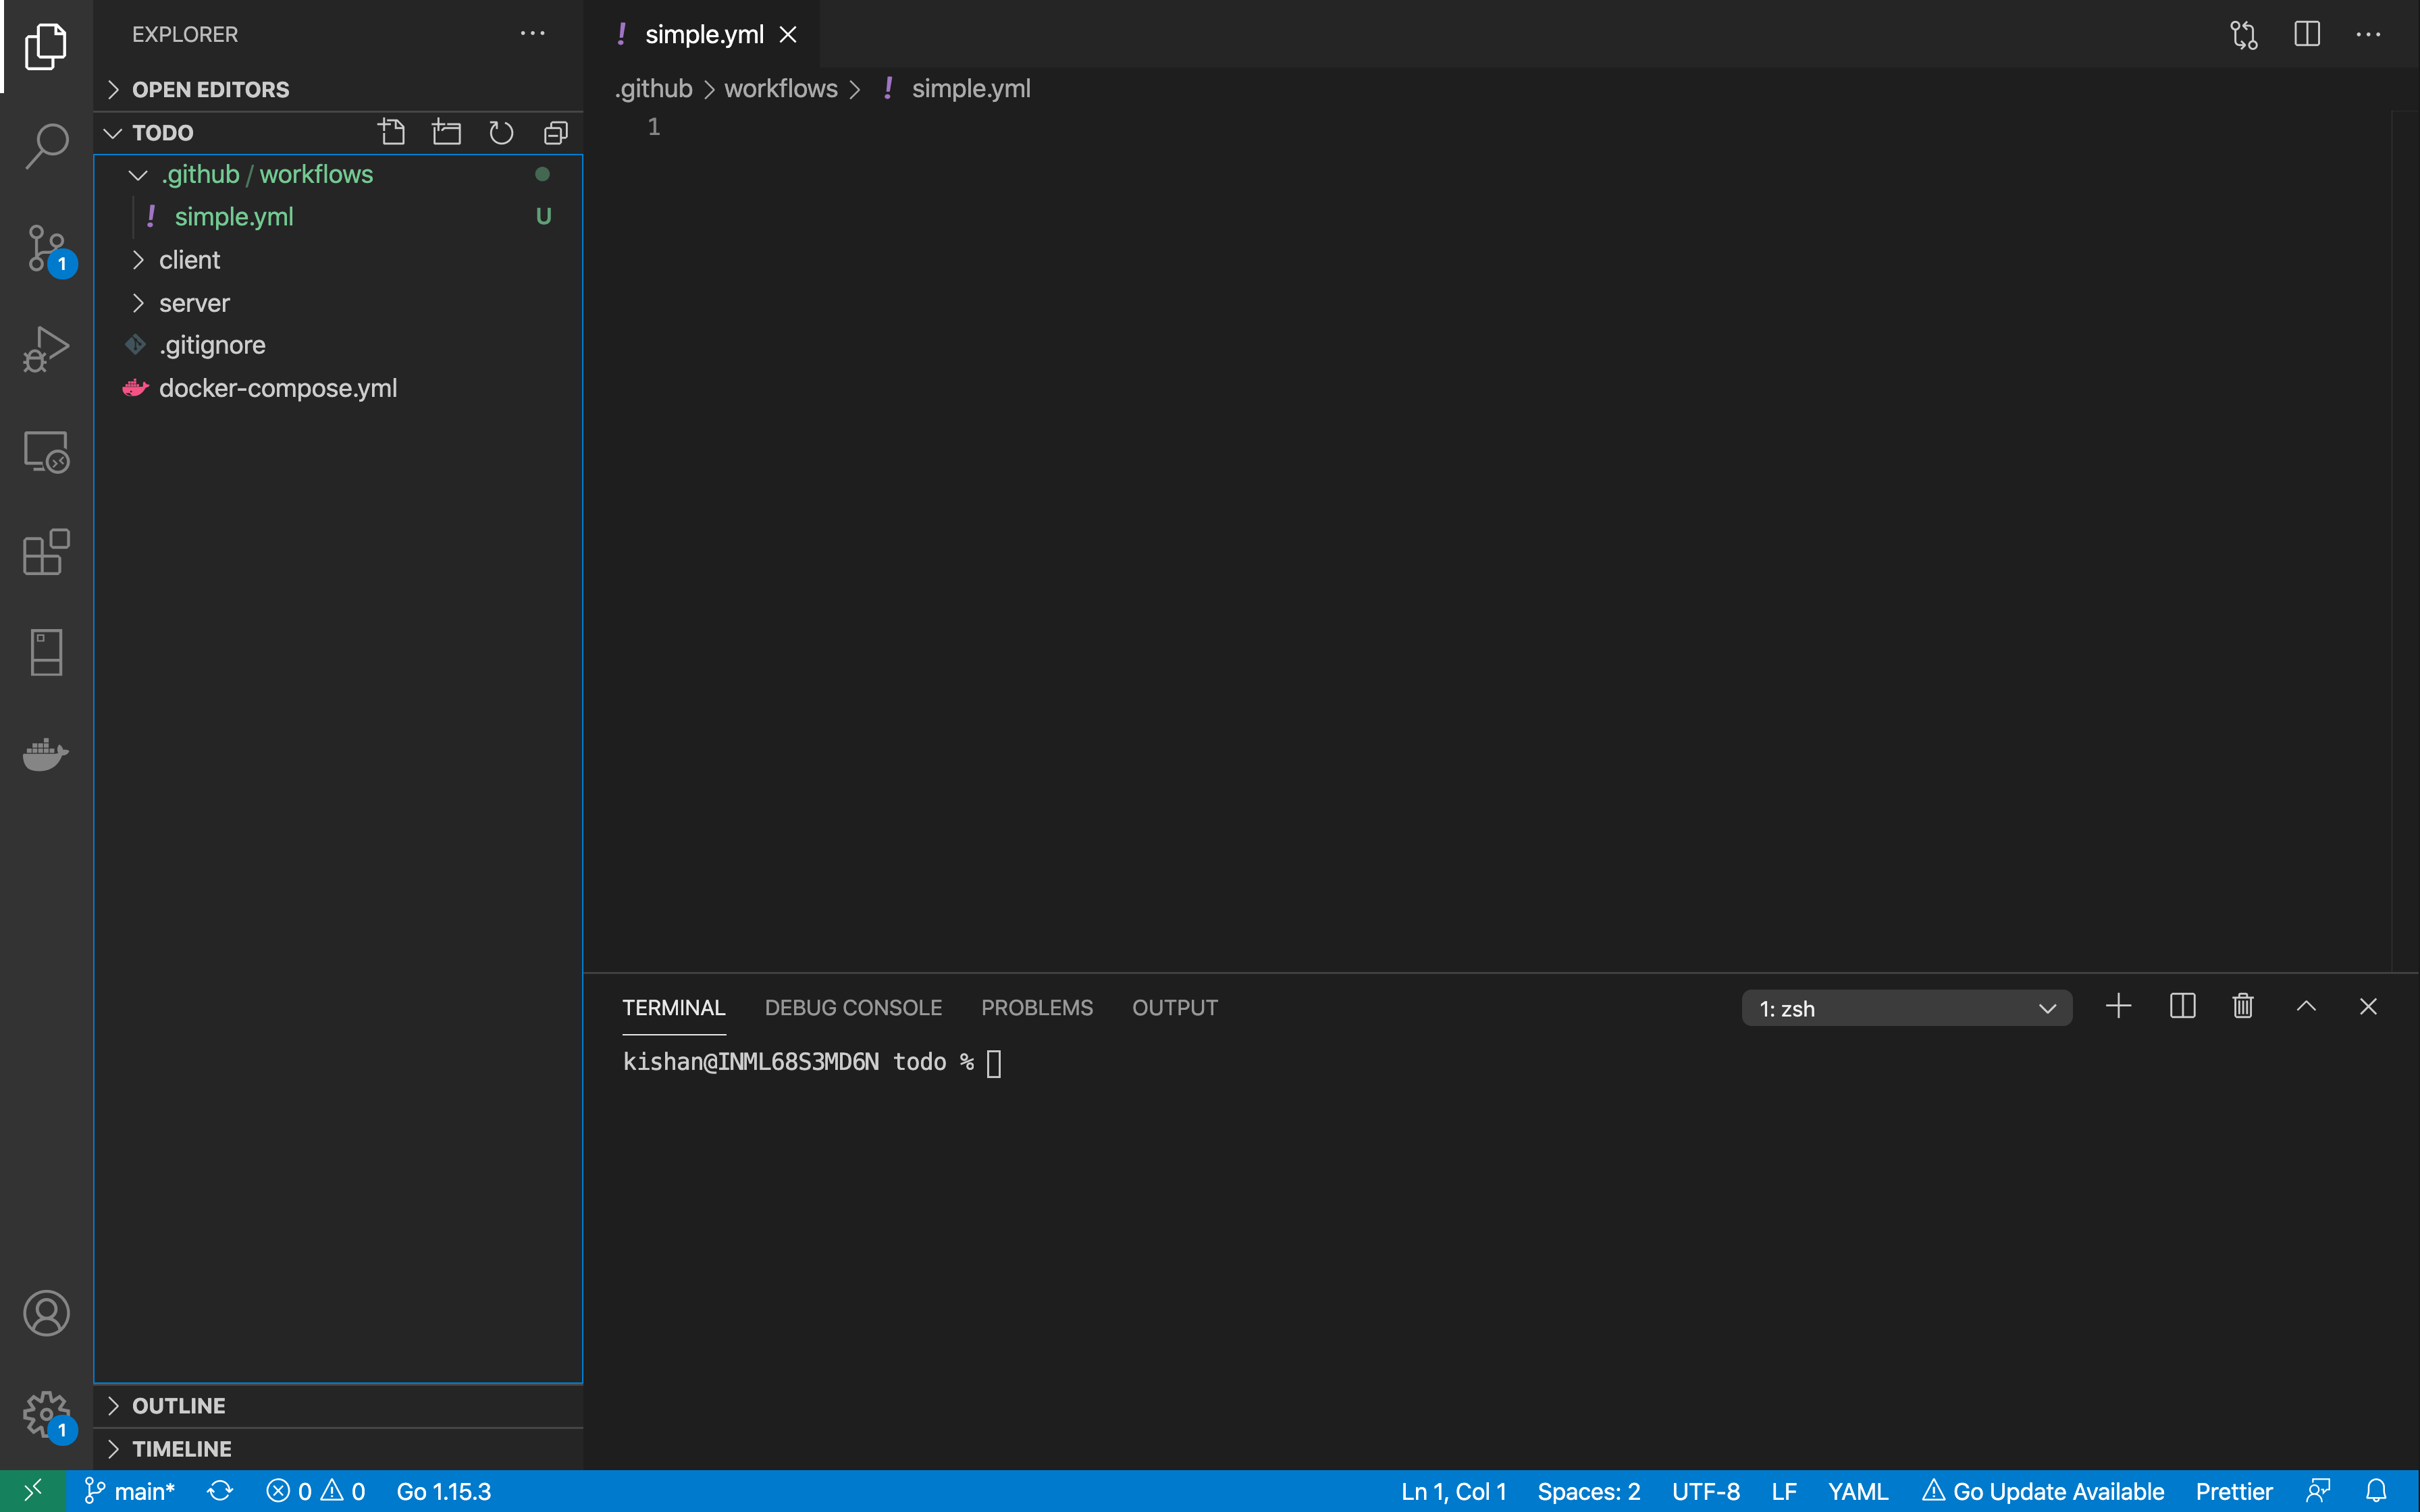 EXPLORER
OPEN EDITORS
TODO
.github / workflows
simple.yml U
client
server
.gitignore
docker-compose.yml
OUTLINE
TIMELINE
1
1
simple.yml
.github > workflows > simple.yml
1
TERMINAL DEBUG CONSOLE PROBLEMS OUTPUT 1: zsh
kishan@INML68S3MD6N todo %
main* 0 0 Go 1.15.3 Ln 1, Col 1 Spaces: 2 UTF-8 LF YAML Go Update Available Prettier